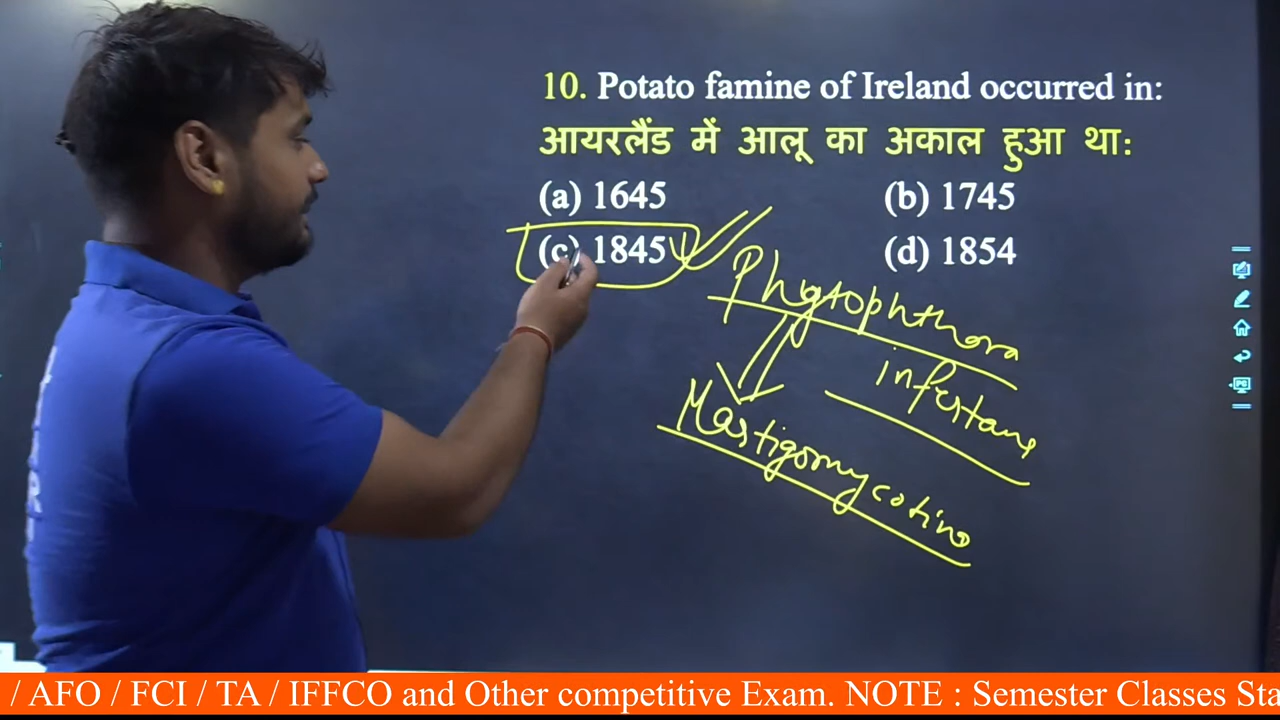 10. Potato famine of Ireland occurred in:
आयरलैंड में आलू का अकाल हुआ था:
(a) 1645 (b) 1745
(c) 1845 (d) 1854
Phytophthora
infestans
Mastigomycotina
/ AFO / FCI / TA / IFFCO and Other competitive Exam. NOTE : Semester Classes Sta